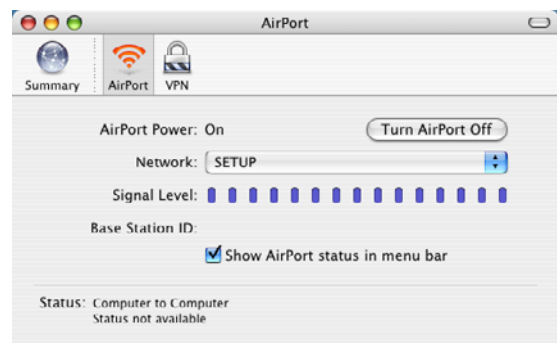 AirPort
Summary AirPort VPN
AirPort Power: On Turn AirPort Off
Network: SETUP
Signal Level:
Base Station ID:
Show AirPort status in menu bar
Status: Computer to Computer
Status not available